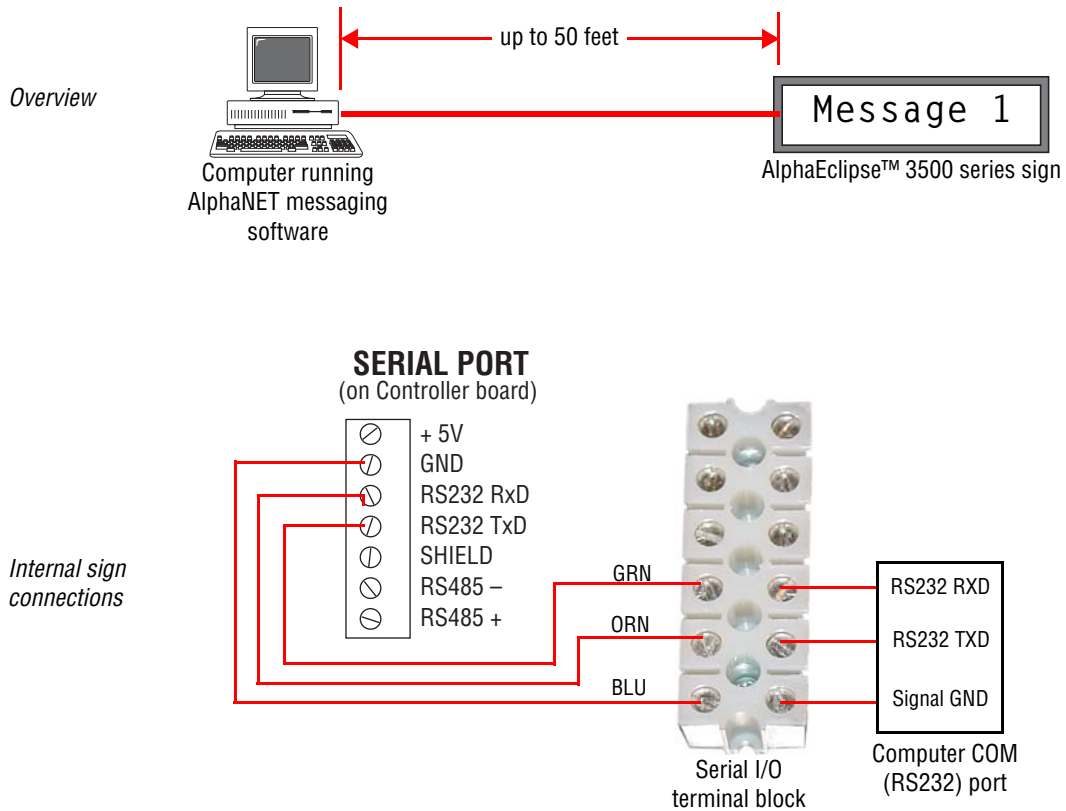 up to 50 feet
Overview
Message 1
Computer running
AlphaNET messaging
software
AlphaEclipse™ 3500 series sign
SERIAL PORT
(on Controller board)
+ 5V
GND
RS232 RxD
RS232 TxD
SHIELD
RS485 –
RS485 +
Internal sign
connections
GRN
ORN
BLU
RS232 RXD
RS232 TXD
Signal GND
Serial I/O
terminal block
Computer COM
(RS232) port